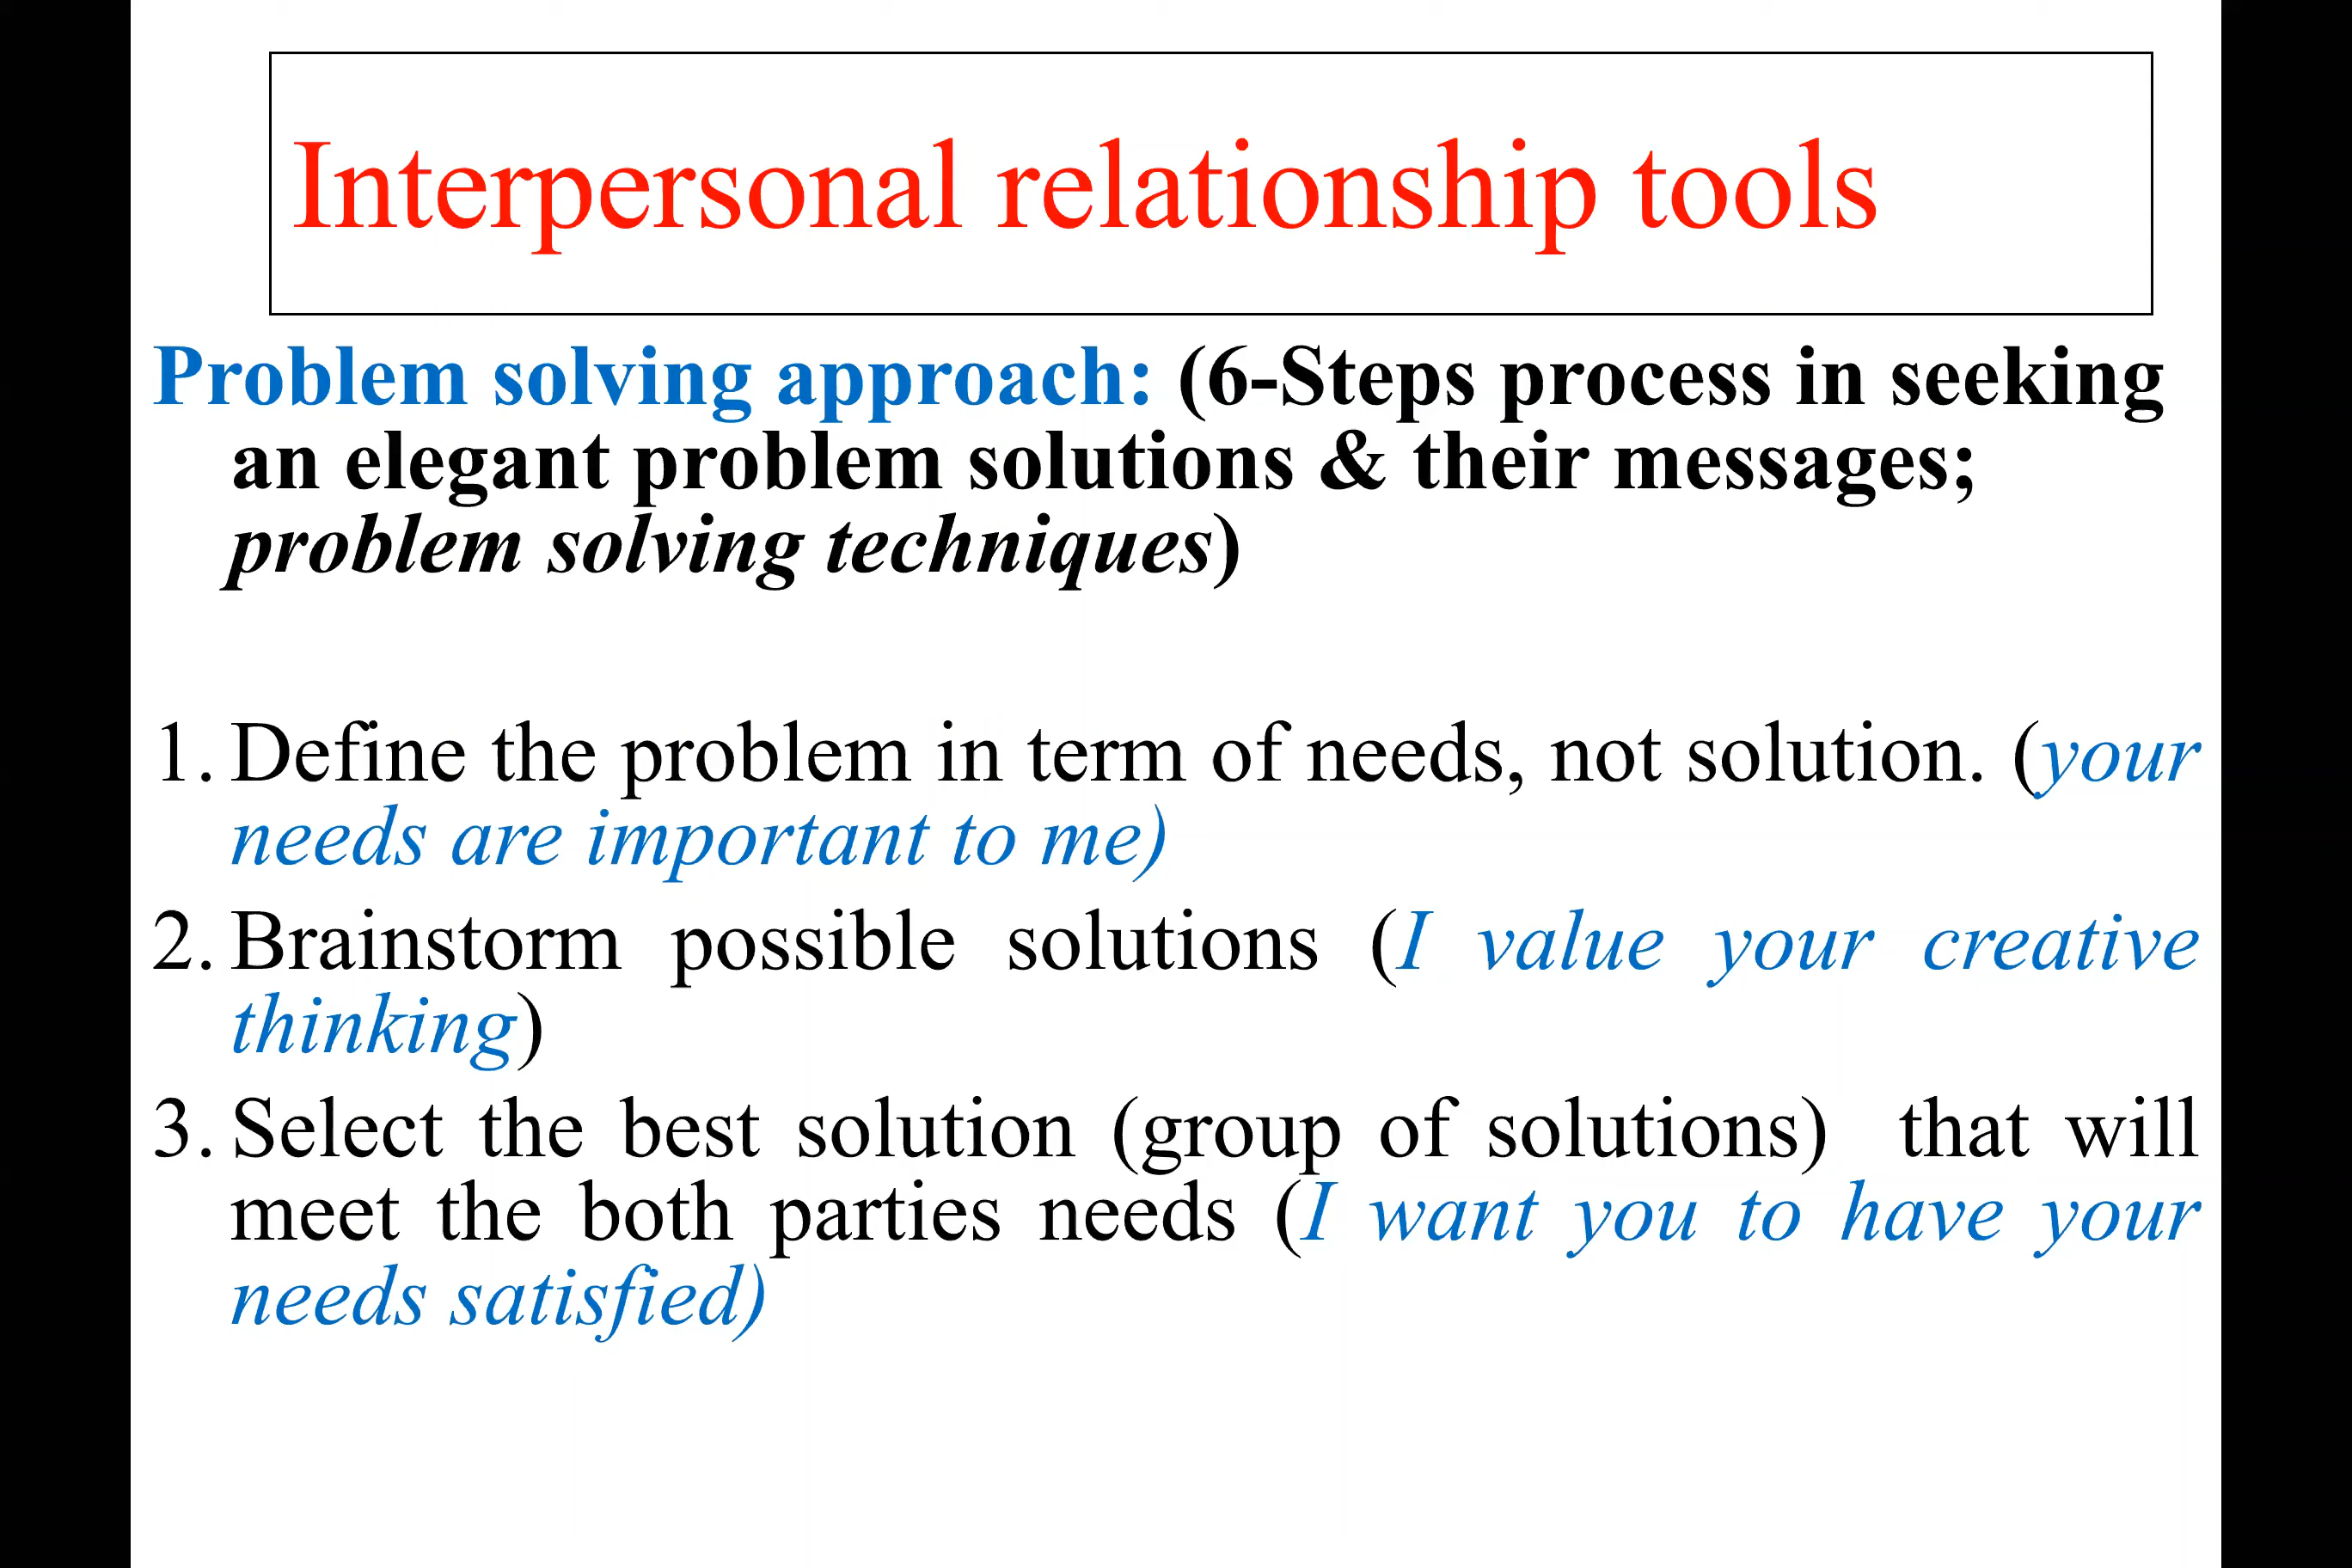 Interpersonal relationship tools
Problem solving approach: (6-Steps process in seeking
an elegant problem solutions & their messages;
problem solving techniques)
1. Define the problem in term of needs, not solution. (your
needs are important to me)
2. Brainstorm possible solutions (I value your creative
thinking)
3. Select the best solution (group of solutions) that will
meet the both parties needs (I want you to have your
needs satisfied)